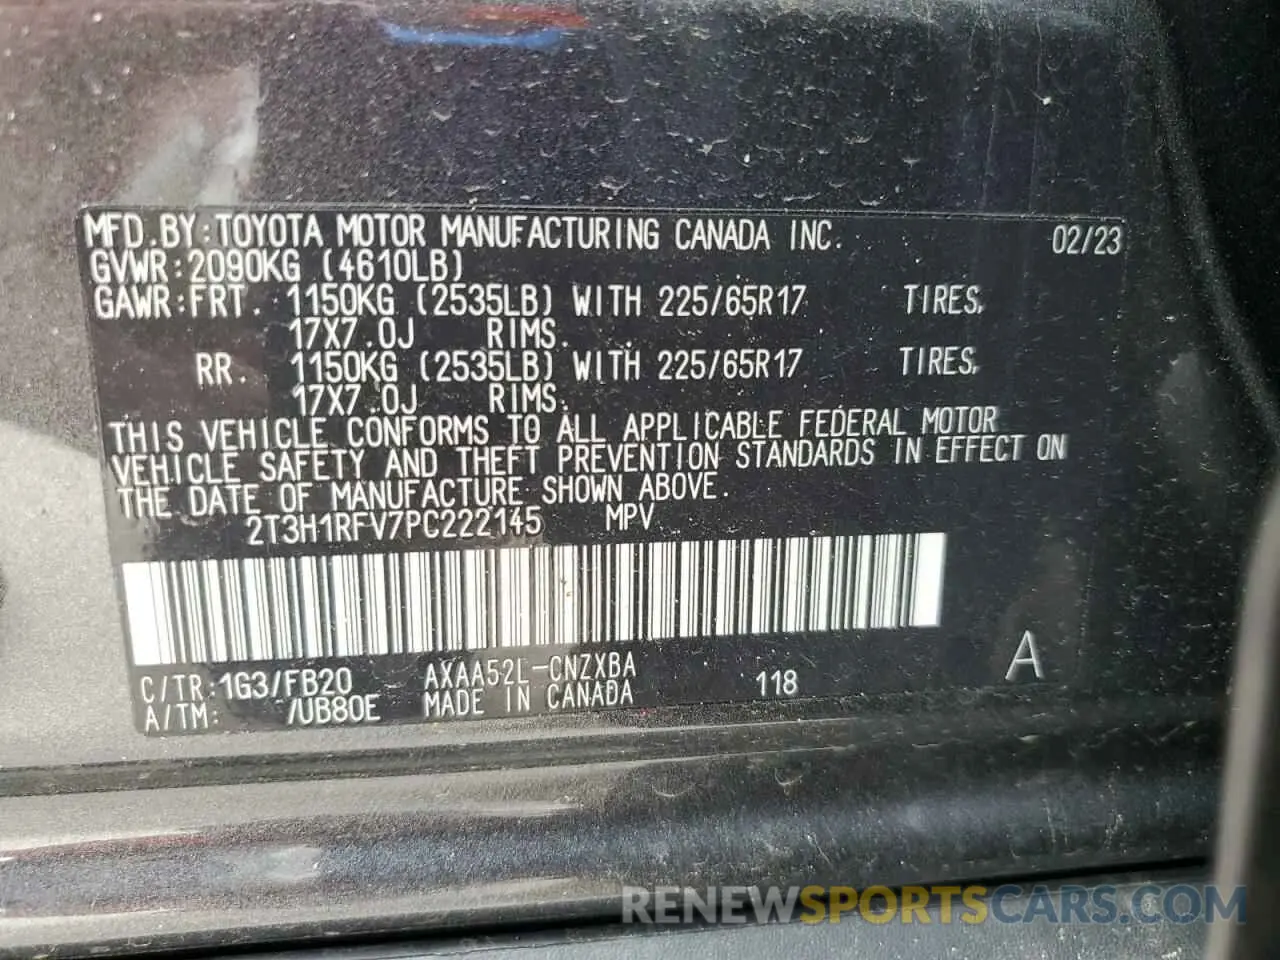 MFD.BY:TOYOTA MOTOR MANUFACTURING CANADA INC. 02/23
GVWR:2090KG (4610LB)
GAWR:FRT. 1150KG (2535LB) WITH 225/65R17 TIRES,
17X7.0J RIMS.
RR. 1150KG (2535LB) WITH 225/65R17 TIRES,
17X7.0J RIMS.
THIS VEHICLE CONFORMS TO ALL APPLICABLE FEDERAL MOTOR
VEHICLE SAFETY AND THEFT PREVENTION STANDARDS IN EFFECT ON
THE DATE OF MANUFACTURE SHOWN ABOVE.
2T3H1RFV7PC222145 MPV
C/TR:1G3/FB20 AXAA52L-CNZXBA 118 A
A/TM: /UB80E MADE IN CANADA
RENEWSPORTSCARS.COM